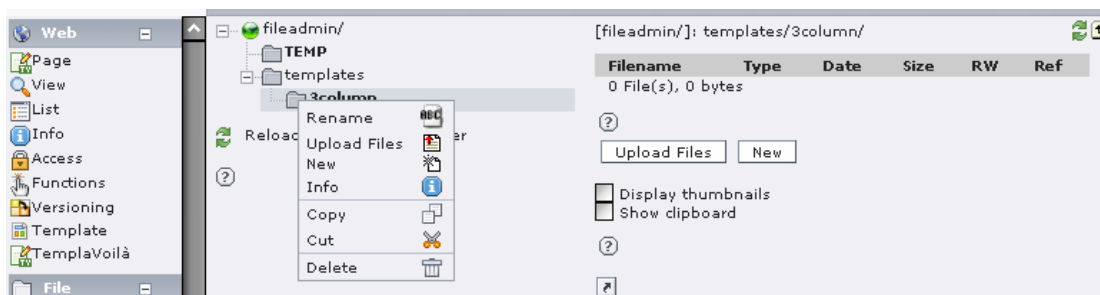 Web
Page
View
List
Info
Access
Functions
Versioning
Template
TemplaVoilà
File
fileadmin/
TEMP
templates
3column
Reload
Rename
Upload Files
New
Info
Copy
Cut
Delete
[fileadmin/]: templates/3column/
Filename Type Date Size RW Ref
0 File(s), 0 bytes
Upload Files New
Display thumbnails
Show clipboard